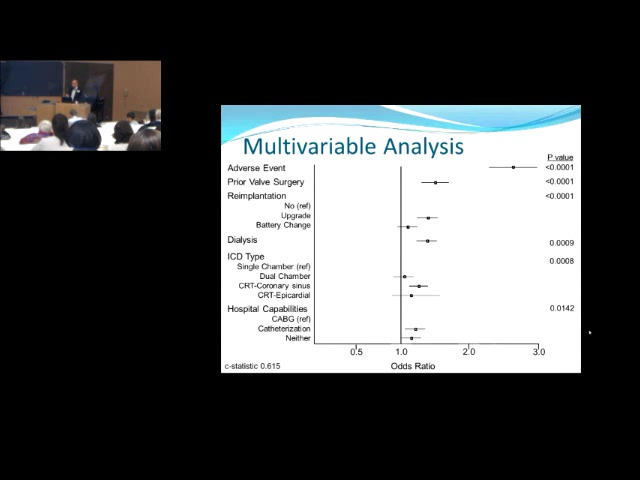 Multivariable Analysis
P value
Adverse Event <0.0001
Prior Valve Surgery <0.0001
Reimplantation <0.0001
No (ref)
Upgrade
Battery Change
Dialysis 0.0009
ICD Type 0.0008
Single Chamber (ref)
Dual Chamber
CRT-Coronary sinus
CRT-Epicardial
Hospital Capabilities 0.0142
CABG (ref)
Catheterization
Neither
0.5 1.0 2.0 3.0
c-statistic 0.615 Odds Ratio